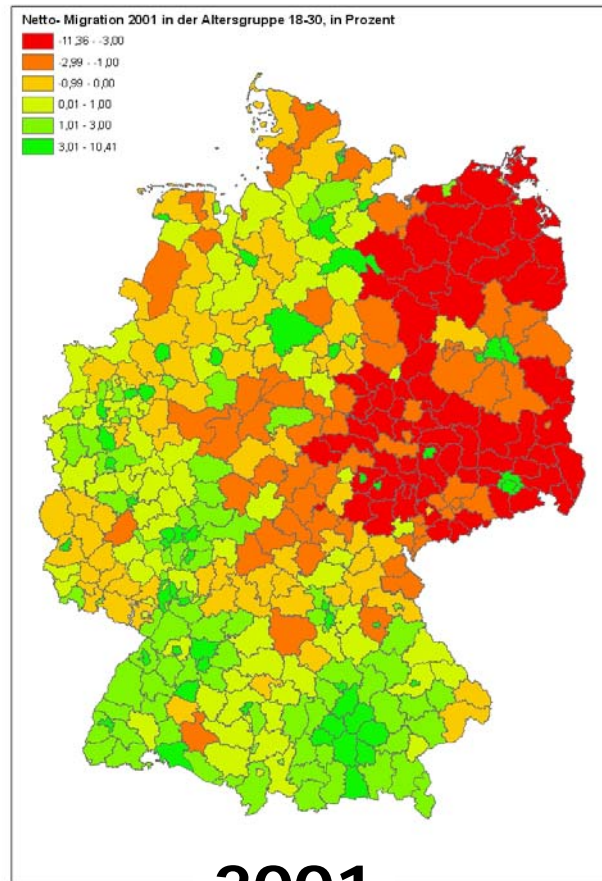 Netto- Migration 2001 in der Altersgruppe 18-30, in Prozent
-11,36 - -3,00
-2,99 - -1,00
-0,99 - 0,00
0,01 - 1,00
1,01 - 3,00
3,01 - 10,41
2001